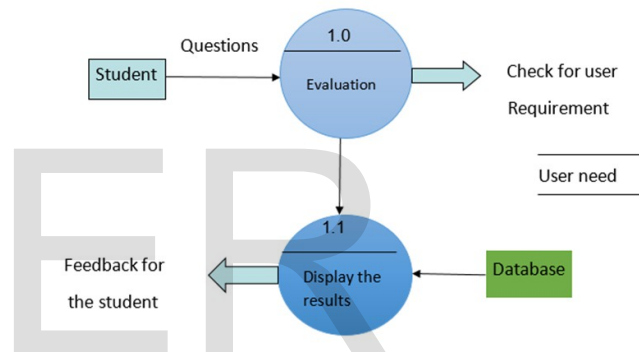 Questions
1.0
Student
Evaluation
Check for user
Requirement
User need
1.1
Feedback for
the student
Display the
results
Database
ER